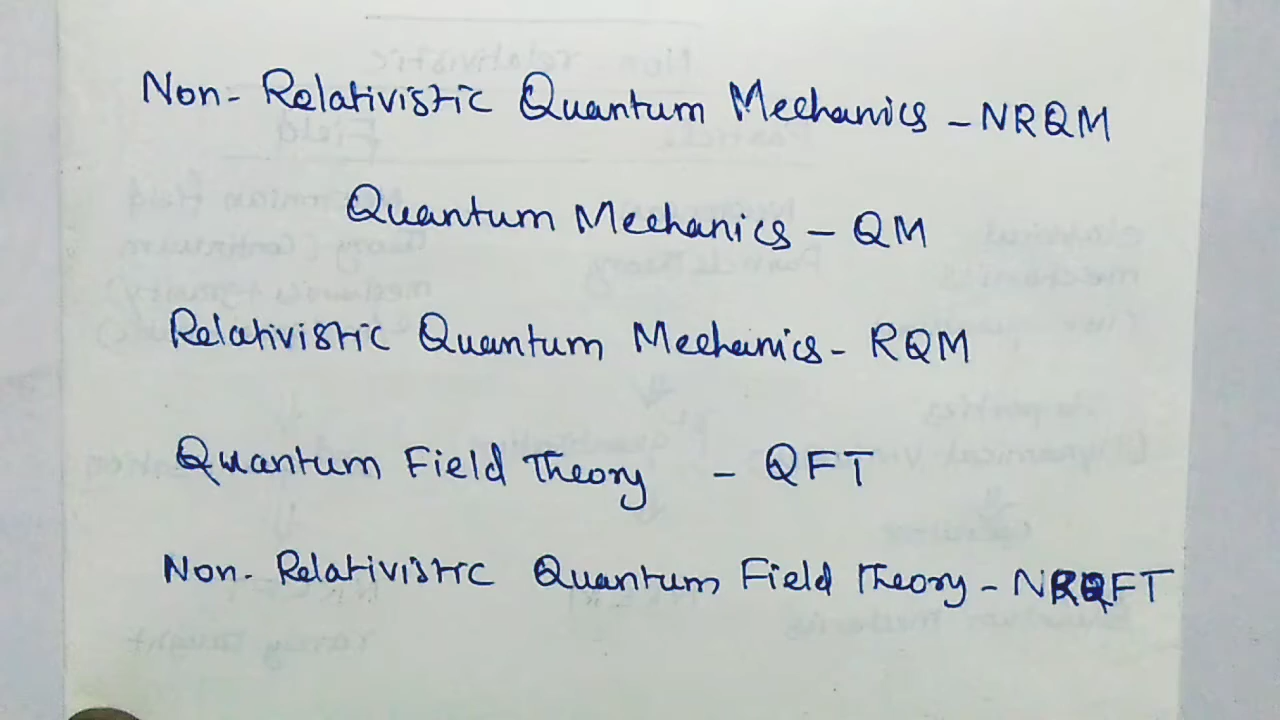 Non-Relativistic Quantum Mechanics - NRQM
Quantum Mechanics - QM
Relativistic Quantum Mechanics - RQM
Quantum Field Theory - QFT
Non-Relativistic Quantum Field Theory - NRQFT